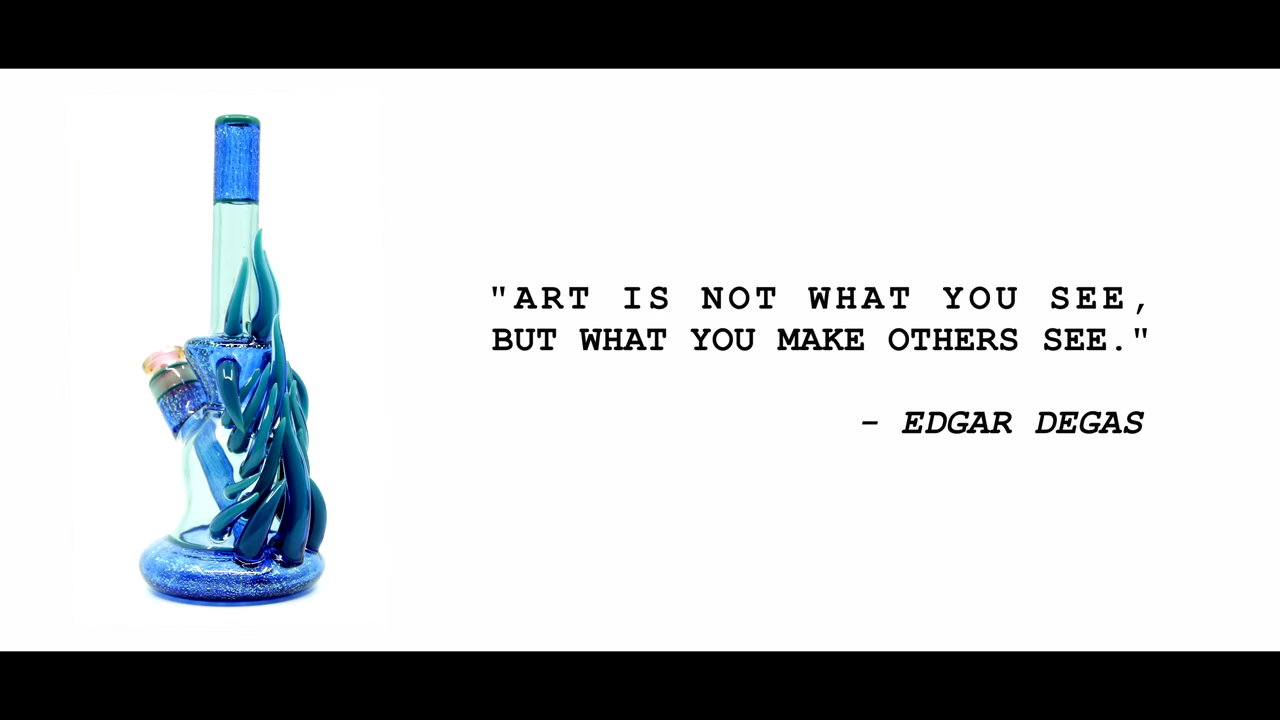 "ART IS NOT WHAT YOU SEE,
BUT WHAT YOU MAKE OTHERS SEE."
- EDGAR DEGAS